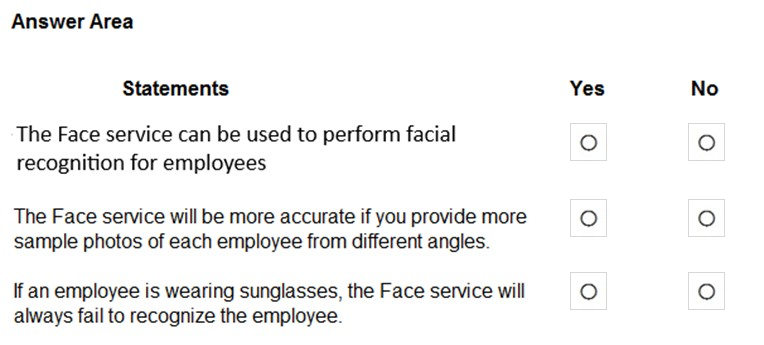 Answer Area
Statements Yes No
The Face service can be used to perform facial
recognition for employees
The Face service will be more accurate if you provide more
sample photos of each employee from different angles.
If an employee is wearing sunglasses, the Face service will
always fail to recognize the employee.